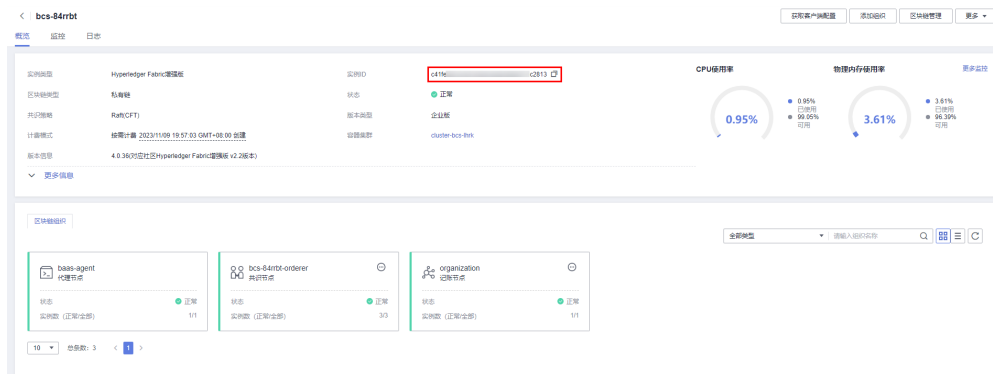 bcs-84rrbt
获取客户端配置 添加组织 区块链管理 更多
概览 监控 日志
实例类型 Hyperledger Fabric增强版 实例ID c41fe c2813
区块链类型 私有链 状态 正常
共识策略 Raft(CFT) 版本类型 企业版
计费模式 按需计费 2023/11/09 19:57:03 GMT+08:00 创建 容器集群 cluster-bcs-lhrk
版本信息 4.0.36(对应社区Hyperledger Fabric增强版 v2.2版本)
更多信息
CPU使用率
0.95%
0.95%
已使用
99.05%
可用
物理内存使用率 更多监控
3.61%
3.61%
已使用
96.39%
可用
区块链组织
全部类型 请输入组织名称
baas-agent
代理节点
状态 正常
实例数 (正常/全部) 1/1
bcs-84rrbt-orderer
共识节点
状态 正常
实例数 (正常/全部) 3/3
organization
记账节点
状态 正常
实例数 (正常/全部) 1/1
10 总条数: 3 1